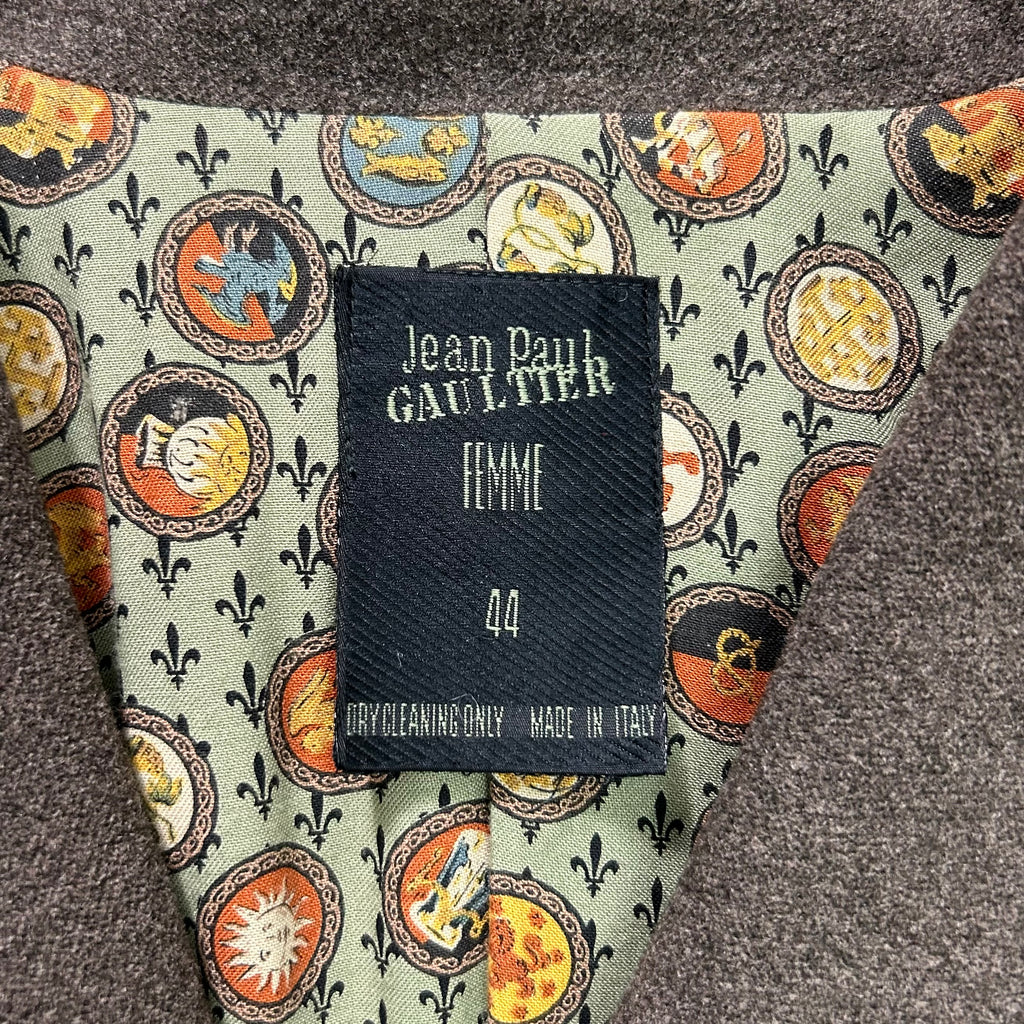 Jean Paul
GAULTIER
FEMME
44
DRY CLEANING ONLY MADE IN ITALY